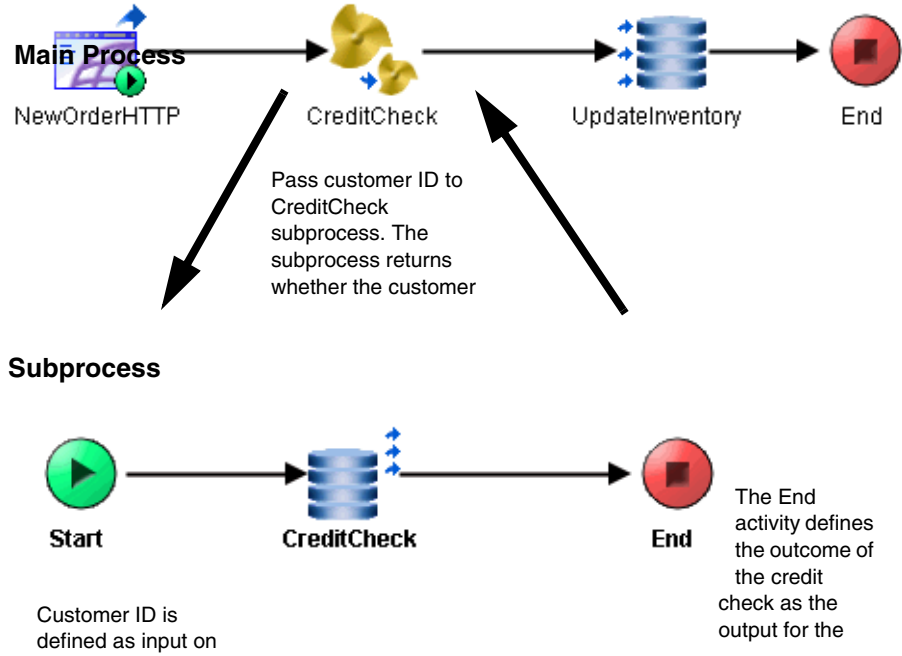 Main Process
NewOrderHTTP
CreditCheck
UpdateInventory
End
Pass customer ID to
CreditCheck
subprocess. The
subprocess returns
whether the customer
Subprocess
Start
CreditCheck
End
Customer ID is
defined as input on
The End
activity defines
the outcome of
the credit
check as the
output for the